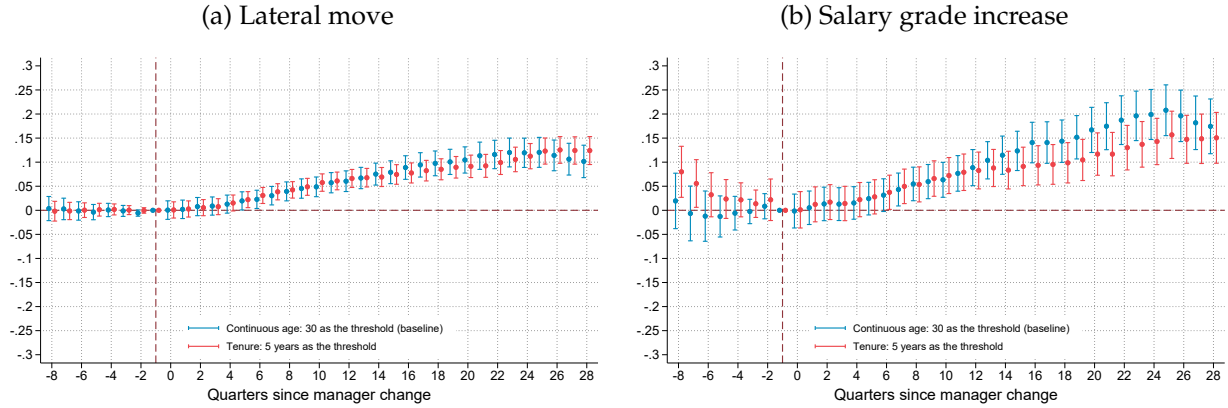 (a) Lateral move
.3
.25
.2
.15
.1
.05
0
-.05
-.1
-.15
-.2
-.25
-.3
Continuous age: 30 as the threshold (baseline)
Tenure: 5 years as the threshold
-8 -6 -4 -2 0 2 4 6 8 10 12 14 16 18 20 22 24 26 28
Quarters since manager change
(b) Salary grade increase
.3
.25
.2
.15
.1
.05
0
-.05
-.1
-.15
-.2
-.25
-.3
Continuous age: 30 as the threshold (baseline)
Tenure: 5 years as the threshold
-8 -6 -4 -2 0 2 4 6 8 10 12 14 16 18 20 22 24 26 28
Quarters since manager change